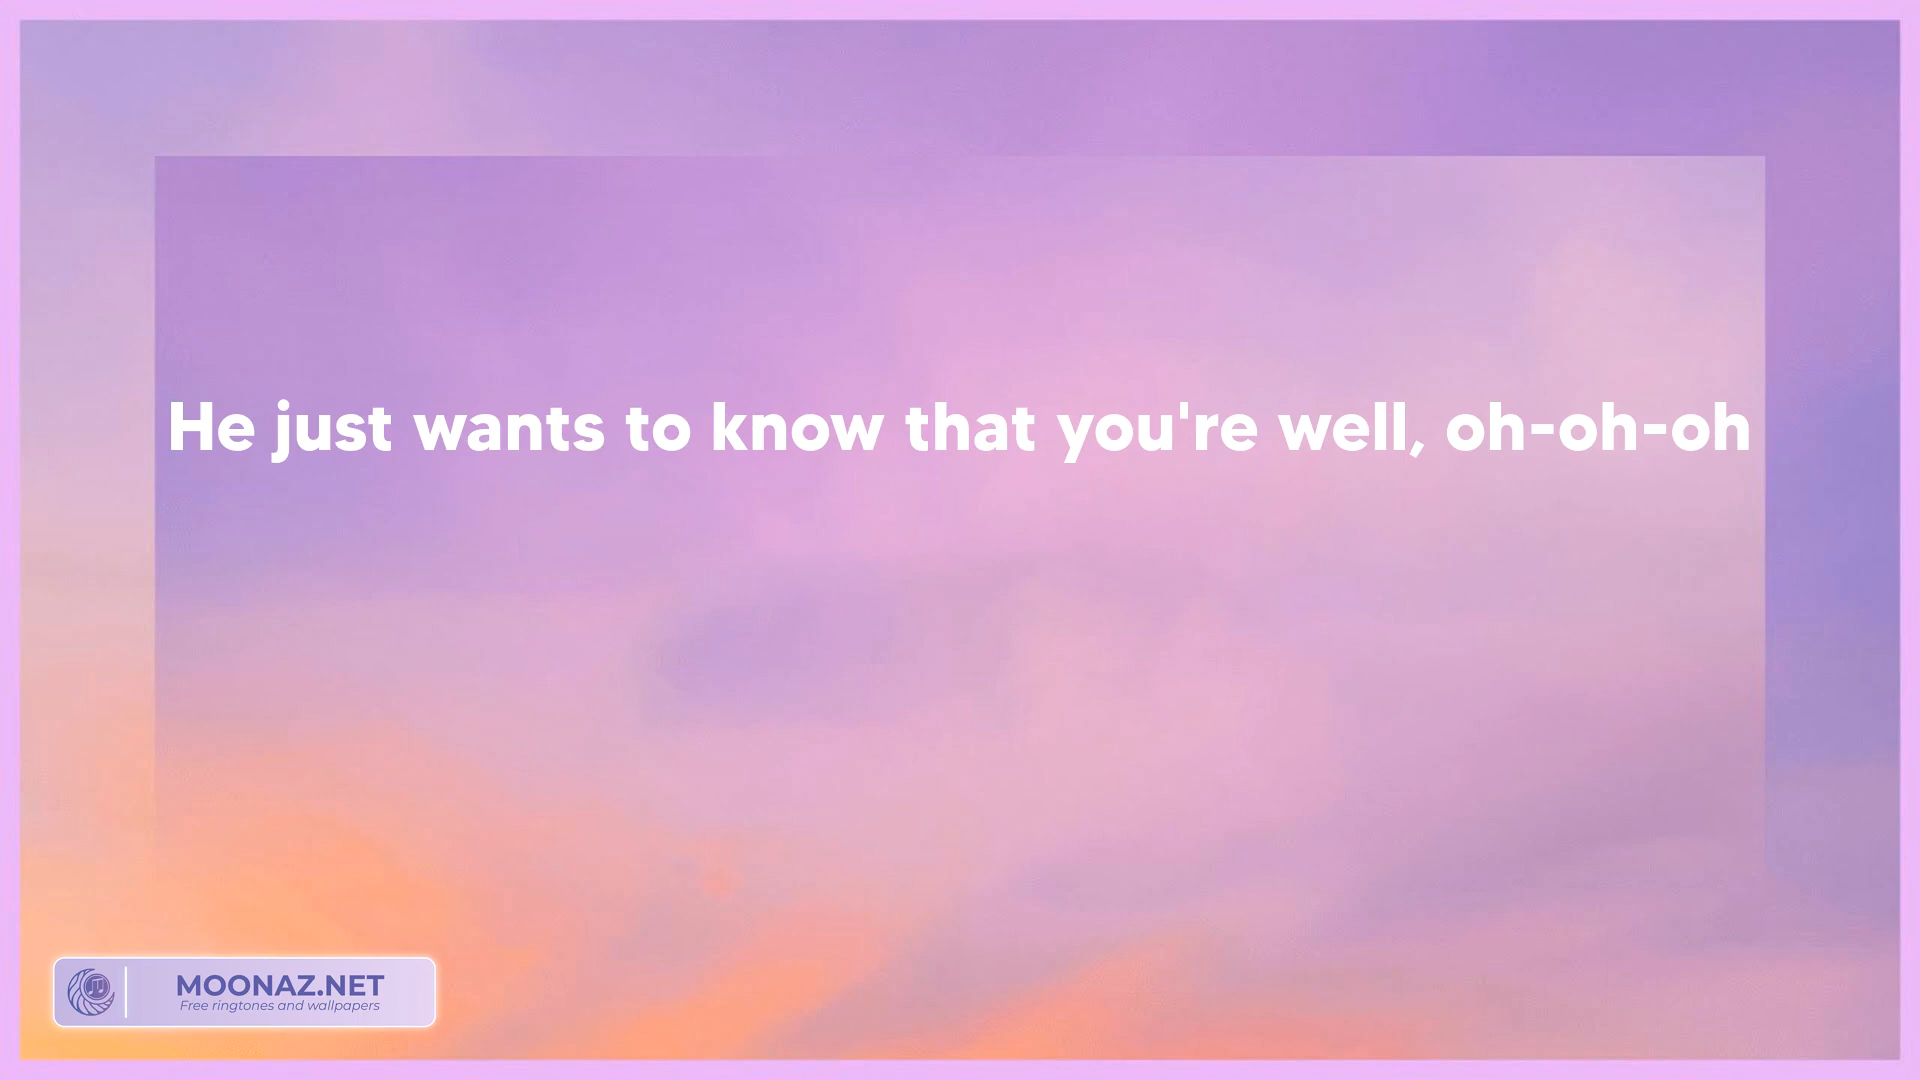 He just wants to know that you're well, oh-oh-oh
MOONAZ.NET
Free ringtones and wallpapers